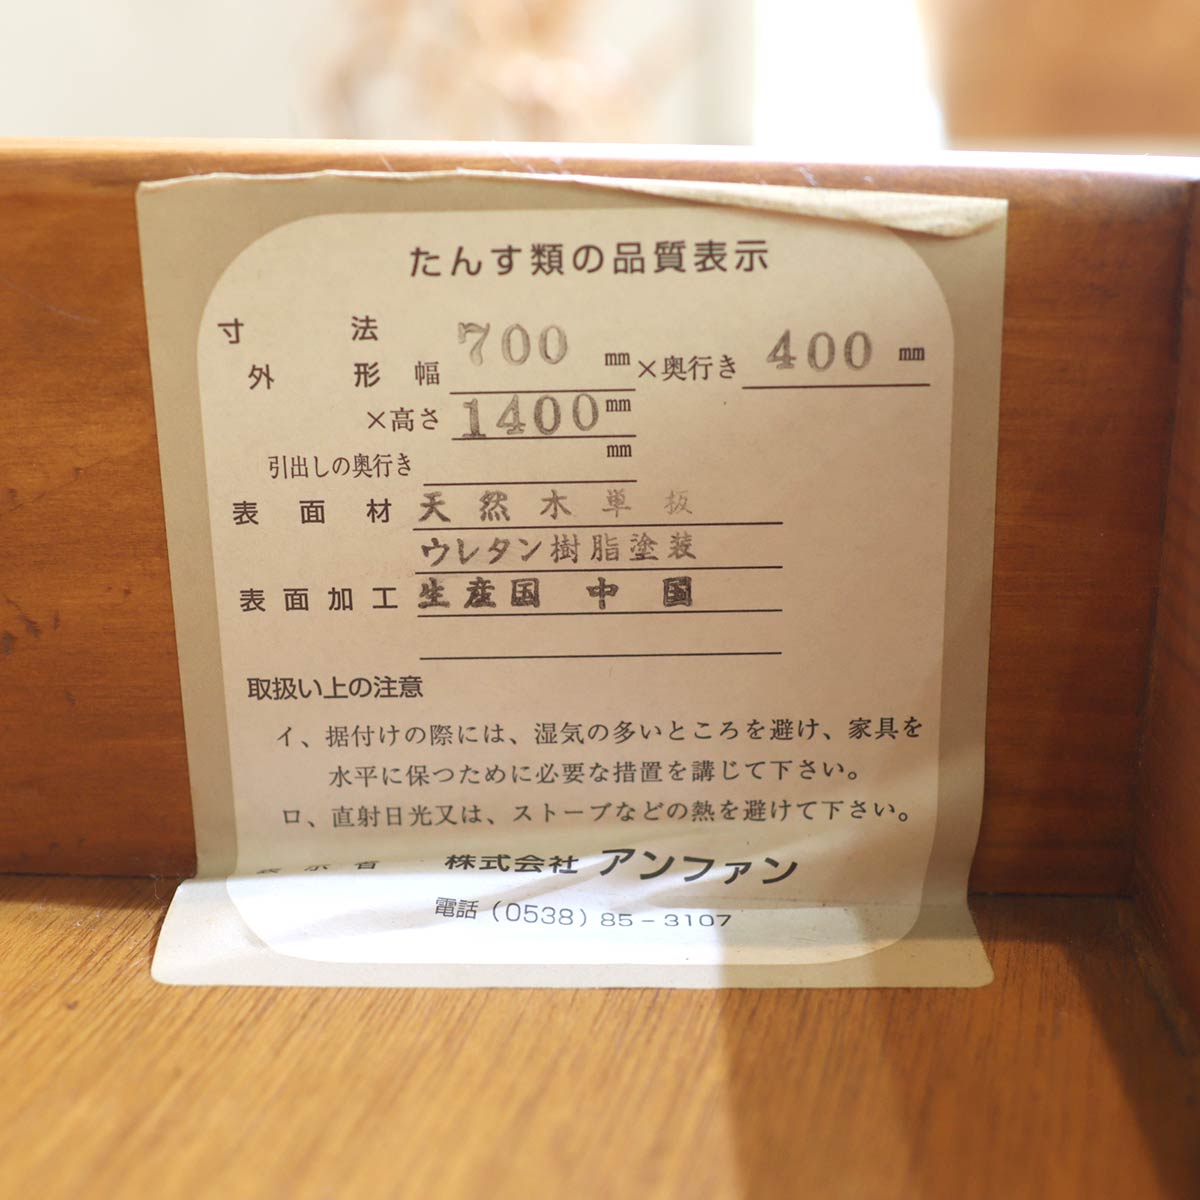 たんす類の品質表示
寸法
外形 幅 700 mm ×奥行き 400 mm
×高さ 1400 mm
引出しの奥行き mm
表面材 天然木単板
ウレタン樹脂塗装
表面加工 生産国 中国
取扱い上の注意
イ、据付けの際には、湿気の多いところを避け、家具を
水平に保つために必要な措置を講じて下さい。
ロ、直射日光又は、ストーブなどの熱を避けて下さい。
表示者 株式会社 アンファン
電話(0538)85-3107